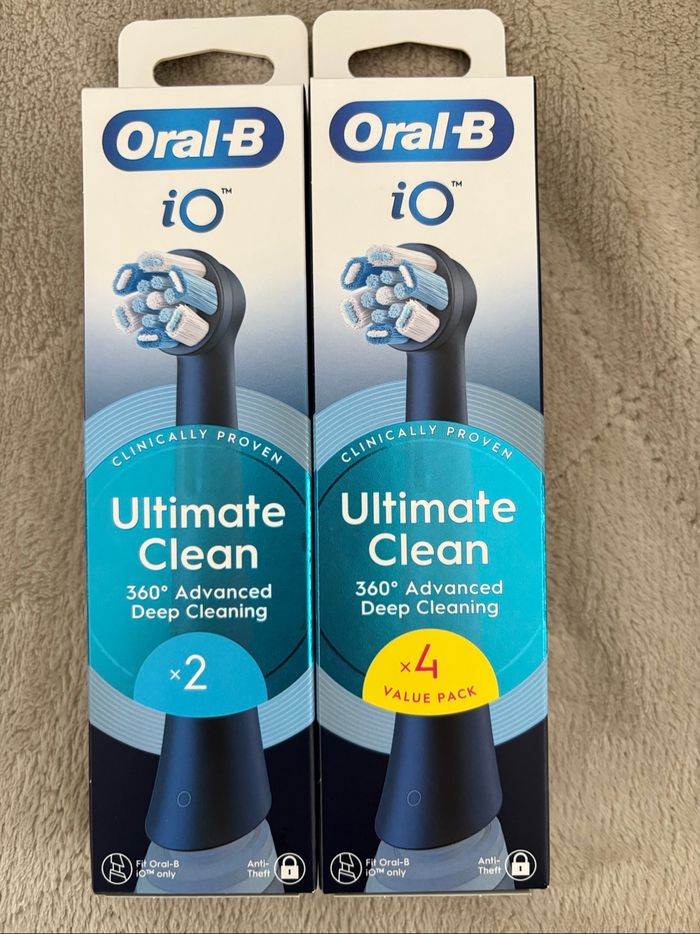 Oral-B
iO™
CLINICALLY PROVEN
Ultimate
Clean
360° Advanced
Deep Cleaning
×2
Fit Oral-B
iO™ only
Anti-
Theft
Oral-B
iO™
CLINICALLY PROVEN
Ultimate
Clean
360° Advanced
Deep Cleaning
×4
VALUE PACK
Fit Oral-B
iO™ only
Anti-
Theft